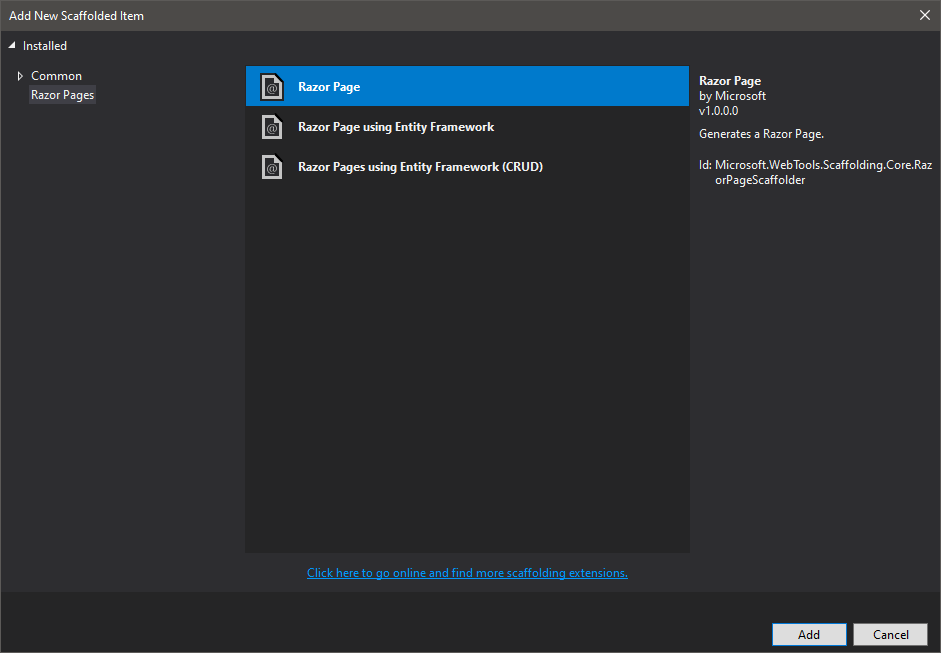 Add New Scaffolded Item
Installed
Common
Razor Pages
Razor Page
Razor Page using Entity Framework
Razor Pages using Entity Framework (CRUD)
Razor Page
by Microsoft
v1.0.0.0
Generates a Razor Page.
Id: Microsoft.WebTools.Scaffolding.Core.Raz
orPageScaffolder
Click here to go online and find more scaffolding extensions.
Add
Cancel